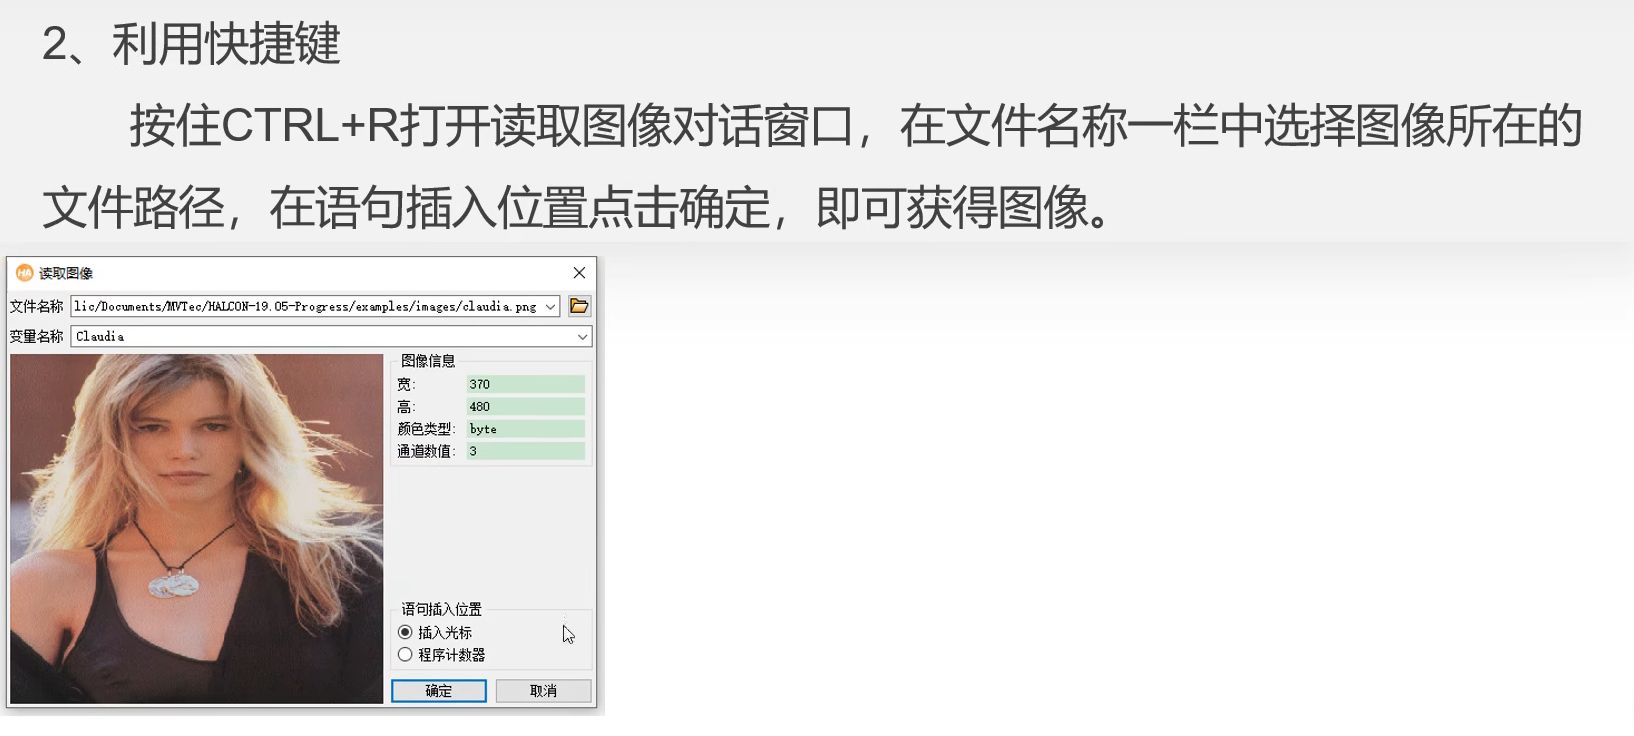 2、利用快捷键
按住CTRL+R打开读取图像对话窗口，在文件名称一栏中选择图像所在的
文件路径，在语句插入位置点击确定，即可获得图像。
HA 读取图像
文件名称 lic/Documents/MVTec/HALCON-19.05-Progress/examples/images/claudia.png
变量名称 Claudia
图像信息
宽: 370
高: 480
颜色类型: byte
通道数值: 3
语句插入位置
插入光标
程序计数器
确定 取消